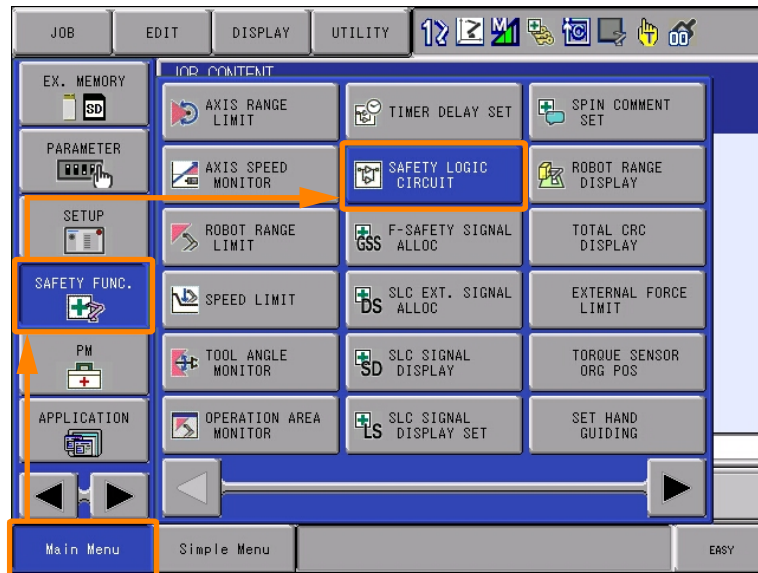 JOB
EDIT
DISPLAY
UTILITY
JOB CONTENT
EX. MEMORY
SD
PARAMETER
SETUP
SAFETY FUNC.
PM
APPLICATION
AXIS RANGE
LIMIT
AXIS SPEED
MONITOR
ROBOT RANGE
LIMIT
SPEED LIMIT
TOOL ANGLE
MONITOR
OPERATION AREA
MONITOR
TIMER DELAY SET
SAFETY LOGIC
CIRCUIT
GSS
F-SAFETY SIGNAL
ALLOC
DS
SLC EXT. SIGNAL
ALLOC
SD
SLC SIGNAL
DISPLAY
LS
SLC SIGNAL
DISPLAY SET
SPIN COMMENT
SET
ROBOT RANGE
DISPLAY
TOTAL CRC
DISPLAY
EXTERNAL FORCE
LIMIT
TORQUE SENSOR
ORG POS
SET HAND
GUIDING
Main Menu
Simple Menu
EASY